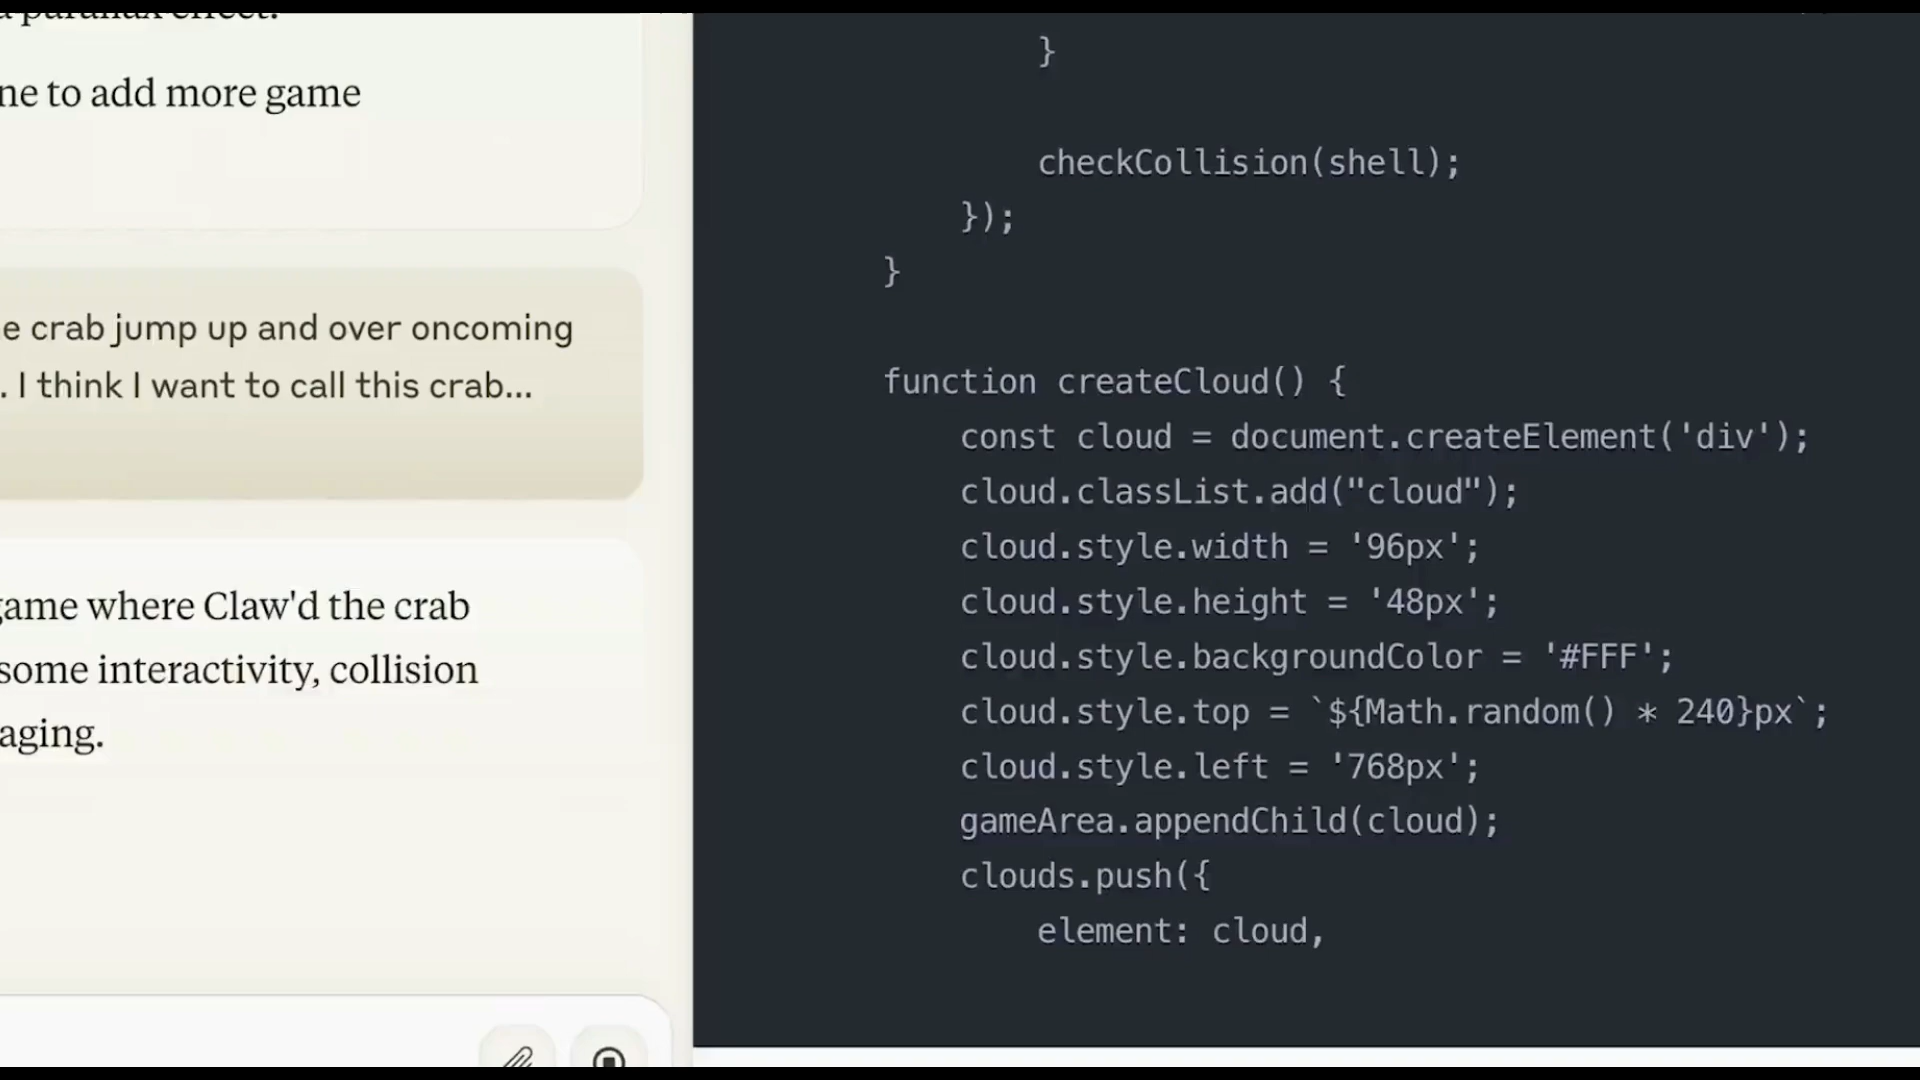 a parallax effect.
ne to add more game
e crab jump up and over oncoming
. I think I want to call this crab...
game where Claw'd the crab
some interactivity, collision
aging.
}
checkCollision(shell);
});
}
function createCloud() {
const cloud = document.createElement('div');
cloud.classList.add("cloud");
cloud.style.width = '96px';
cloud.style.height = '48px';
cloud.style.backgroundColor = '#FFF';
cloud.style.top = `${Math.random() * 240}px`;
cloud.style.left = '768px';
gameArea.appendChild(cloud);
clouds.push({
element: cloud,